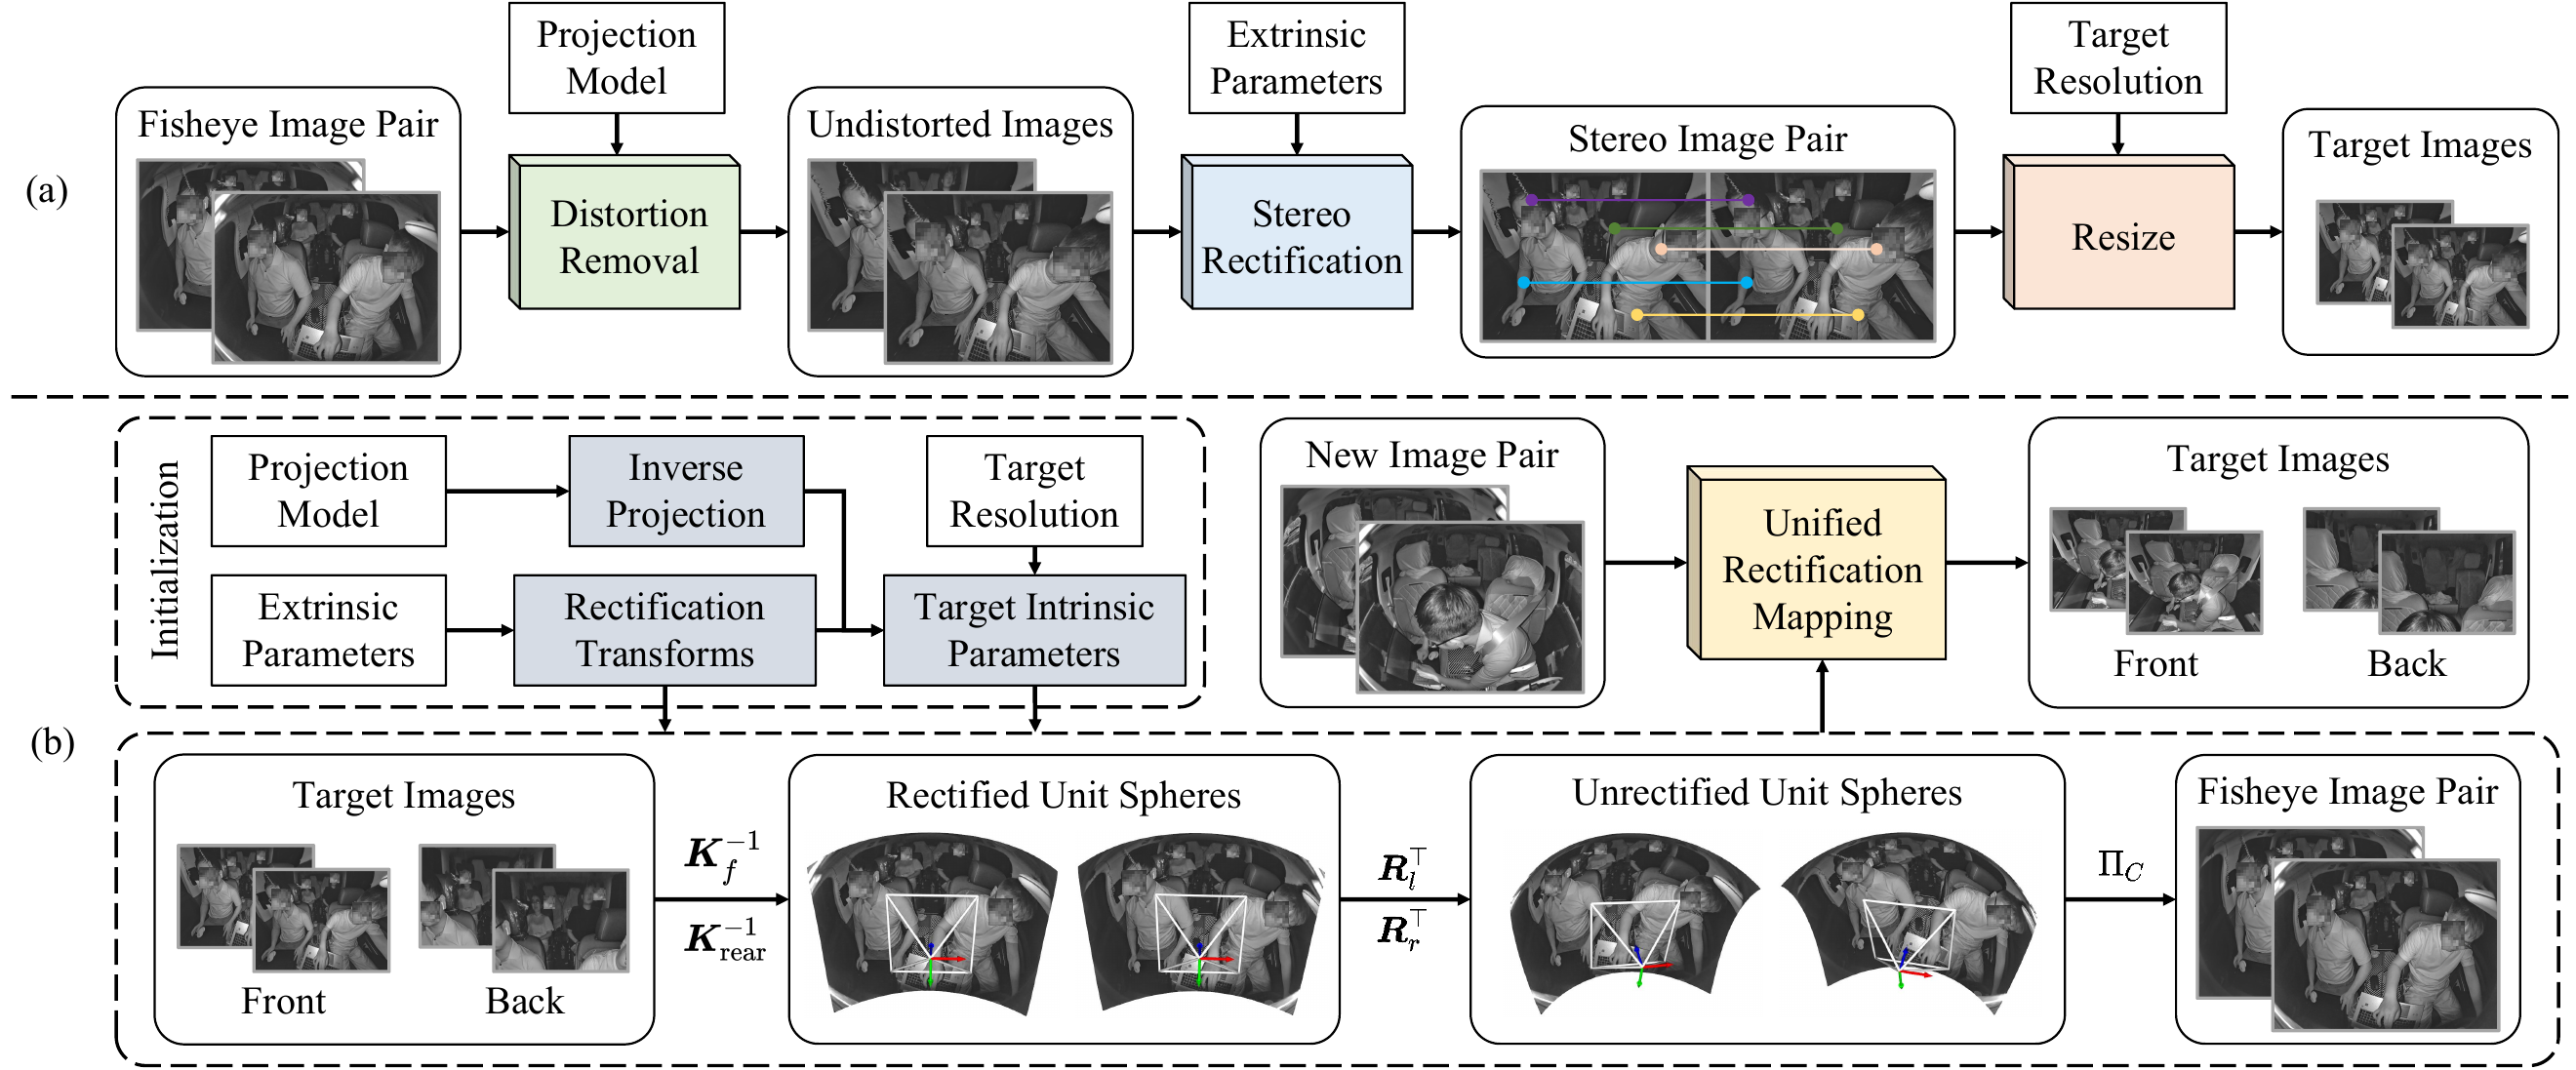 (a)
Fisheye Image Pair
Projection
Model
Distortion
Removal
Undistorted Images
Extrinsic
Parameters
Stereo
Rectification
Stereo Image Pair
Target
Resolution
Resize
Target Images
(b)
Initialization
Projection
Model
Inverse
Projection
Target
Resolution
Extrinsic
Parameters
Rectification
Transforms
Target Intrinsic
Parameters
New Image Pair
Unified
Rectification
Mapping
Target Images
Front
Back
Target Images
Front
Back
K_f^{-1}
K_{rear}^{-1}
Rectified Unit Spheres
R_l^⊤
R_r^⊤
Unrectified Unit Spheres
Π_C
Fisheye Image Pair